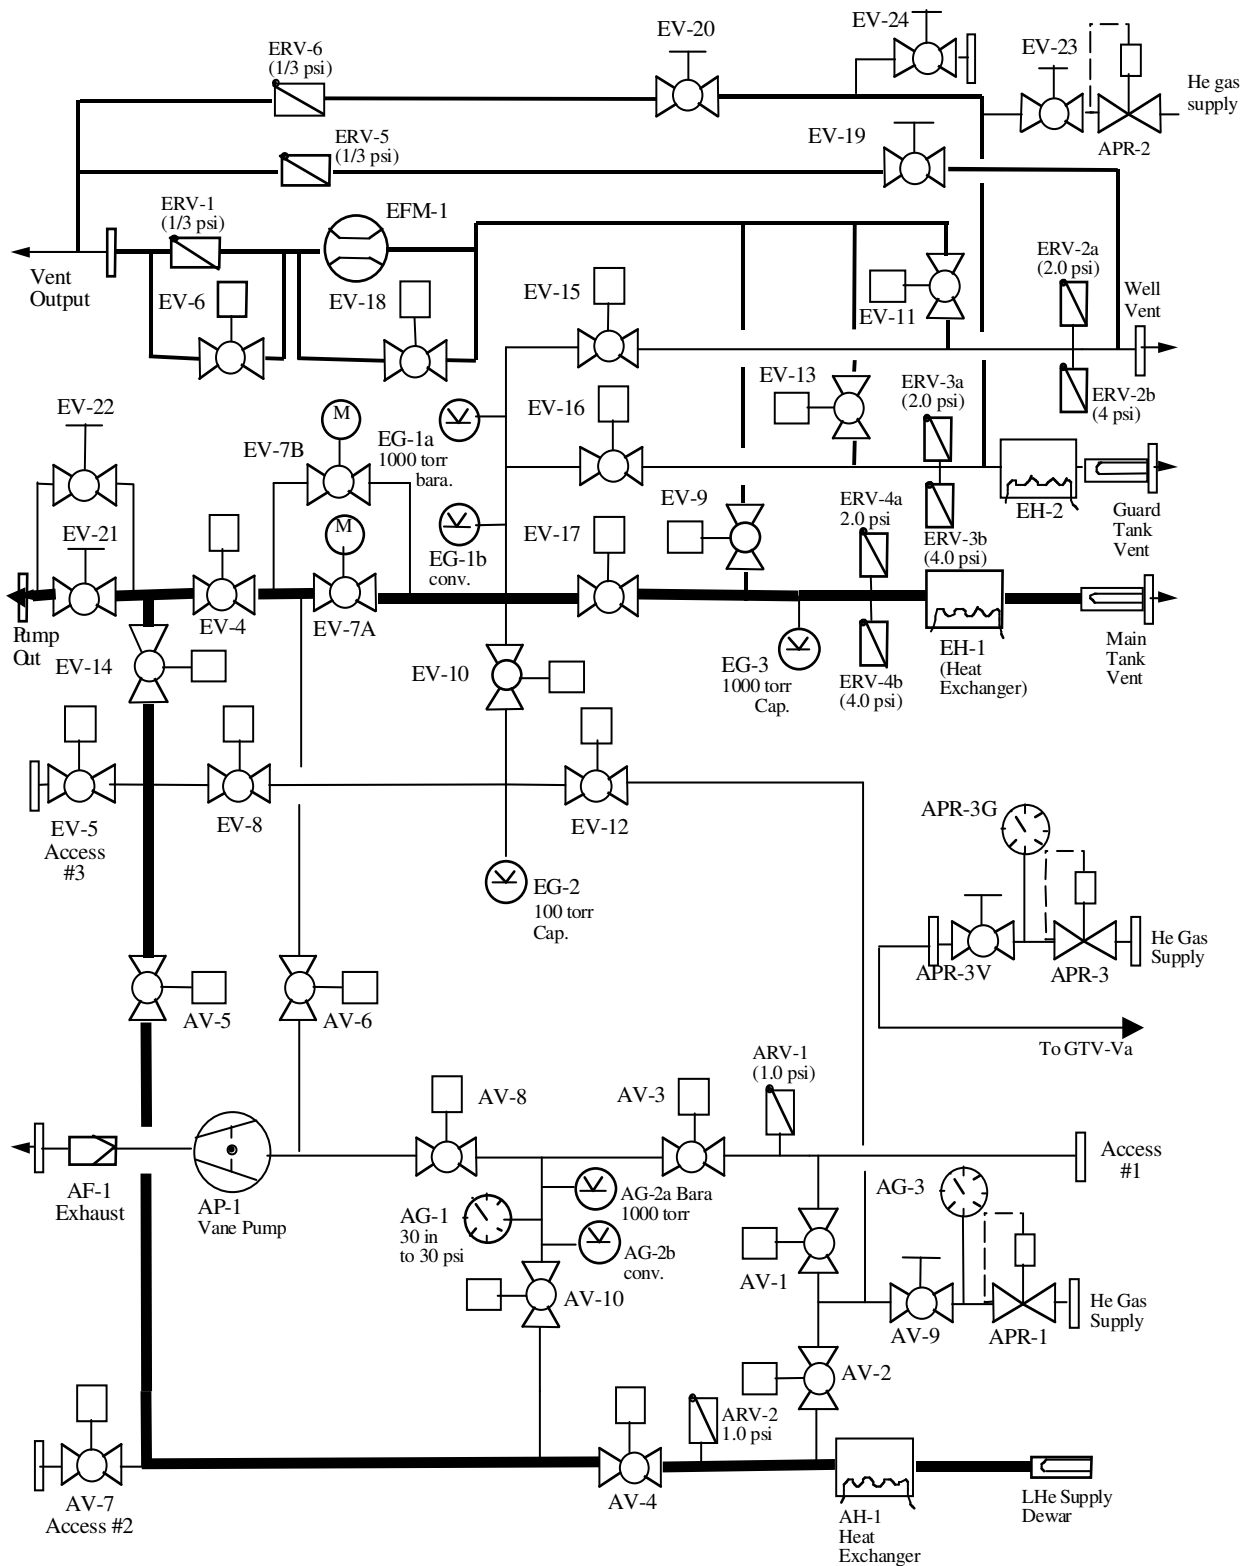 EV-24
EV-20
ERV-6
(1/3 psi)
EV-23
He gas
supply
ERV-5
(1/3 psi)
EV-19
APR-2
ERV-1
(1/3 psi)
EFM-1
ERV-2a
(2.0 psi)
Vent
Output
EV-6
EV-18
EV-15
EV-11
Well
Vent
EV-13
ERV-3a
(2.0 psi)
ERV-2b
(4 psi)
EV-22
EV-16
M
EV-7B
EG-1a
1000 torr
bara.
EV-9
ERV-4a
2.0 psi
EH-2
Guard
Tank
Vent
EV-21
M
EG-1b
conv.
EV-17
ERV-3b
(4.0 psi)
Pump
Out
EV-4
EV-7A
EV-14
EV-10
EG-3
1000 torr
Cap.
ERV-4b
(4.0 psi)
EH-1
(Heat
Exchanger)
Main
Tank
Vent
EV-5
Access
#3
EV-8
EV-12
APR-3G
EG-2
100 torr
Cap.
APR-3V
APR-3
He Gas
Supply
AV-5
AV-6
To GTV-Va
ARV-1
(1.0 psi)
AV-8
AV-3
AF-1
Exhaust
AP-1
Vane Pump
AG-1
30 in
to 30 psi
AG-2a Bara
1000 torr
AG-2b
conv.
AG-3
Access
#1
AV-1
AV-10
AV-9
APR-1
He Gas
Supply
AV-2
ARV-2
1.0 psi
AV-7
Access #2
AV-4
AH-1
Heat
Exchanger
LHe Supply
Dewar